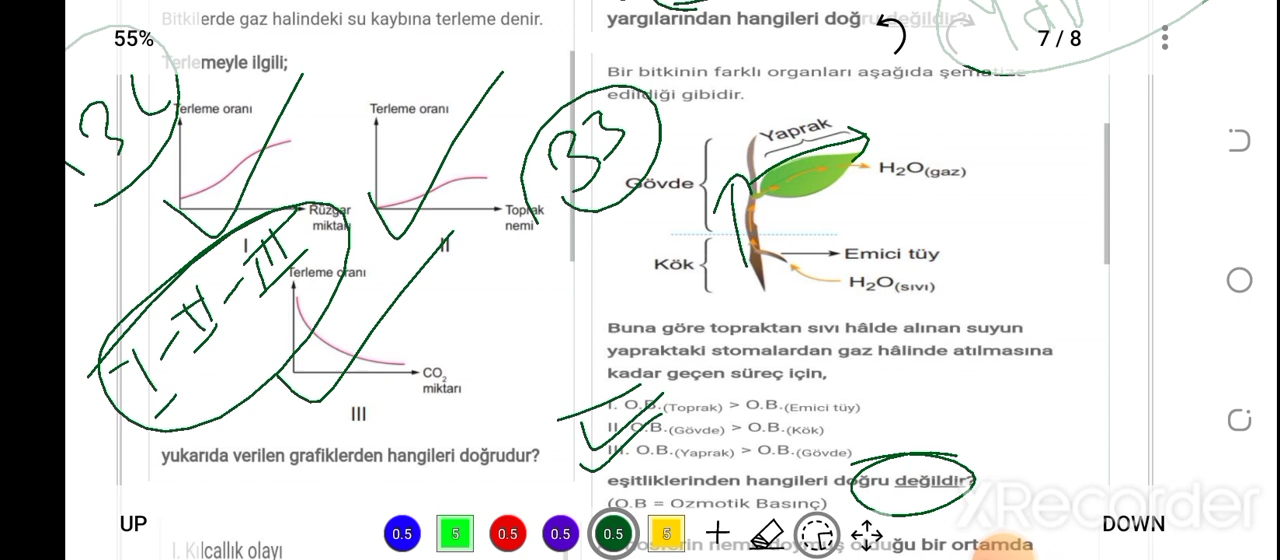 Bitkilerde gaz halindeki su kaybına terleme denir.
55%
Terlemeyle ilgili;
34
Terleme oranı
Rüzgar
miktarı
I
Terleme oranı
Toprak
nemi
II
I-II-III
Terleme oranı
CO2
miktarı
III
yukarıda verilen grafiklerden hangileri doğrudur?
UP
I. Kılcallık olayı
yargılarından hangileri doğru değildir?
7 / 8
Bir bitkinin farklı organları aşağıda şematize
edildiği gibidir.
33
Yaprak
Gövde
H2O(gaz)
Kök
Emici tüy
H2O(sıvı)
Buna göre topraktan sıvı hâlde alınan suyun
yapraktaki stomalardan gaz hâlinde atılmasına
kadar geçen süreç için,
I. O.B.(Toprak) > O.B.(Emici tüy)
II. O.B.(Gövde) > O.B.(Kök)
III. O.B.(Yaprak) > O.B.(Gövde)
eşitliklerinden hangileri doğru değildir?
(O.B = Ozmotik Basınç)
XRecorder
DOWN
0.5 5 0.5 0.5 0.5 5
olduğu bir ortamda